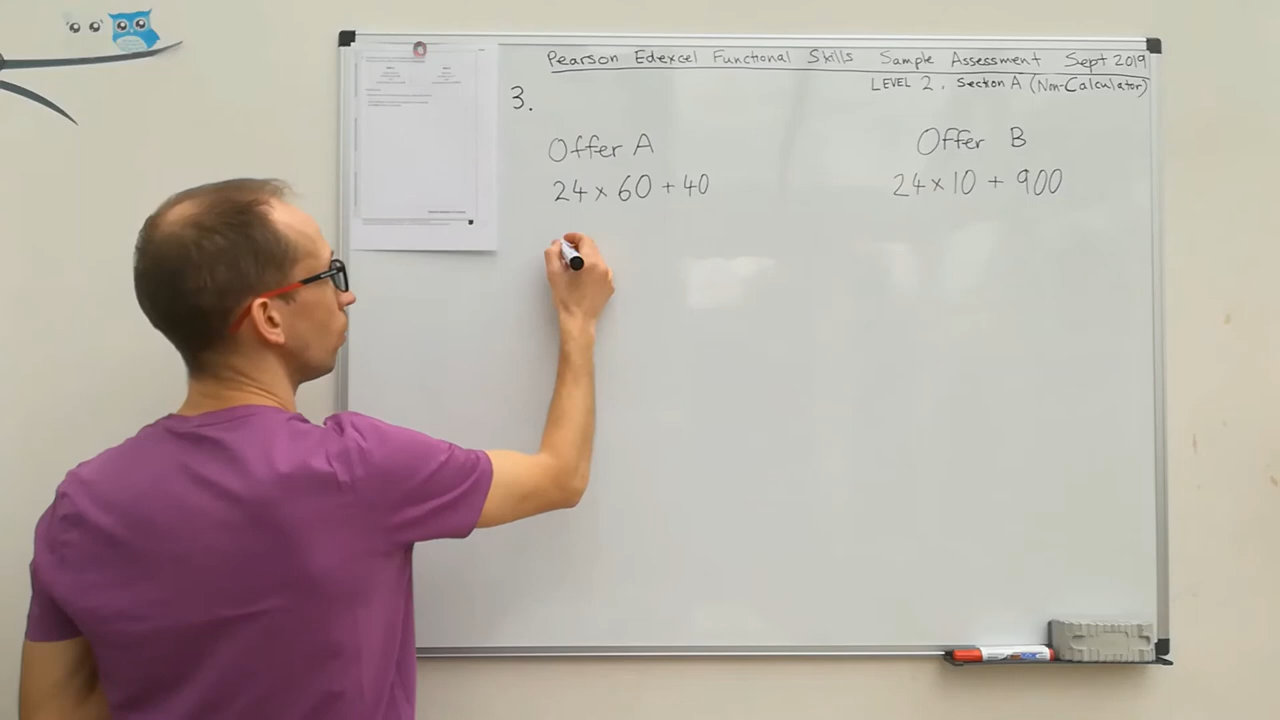 Pearson Edexcel Functional Skills Sample Assessment Sept 2019
LEVEL 2, Section A (Non-Calculator)
3.
Offer A
24 × 60 + 40
Offer B
24 × 10 + 900